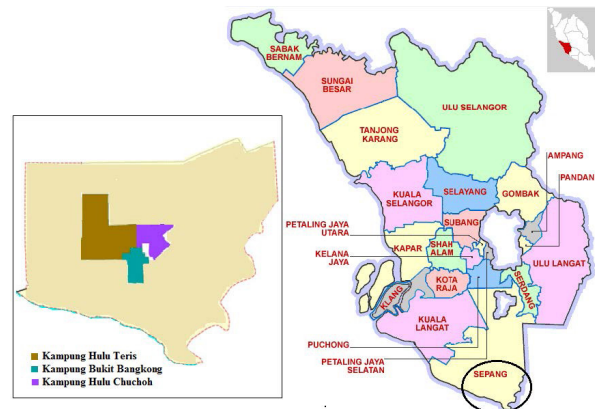 SABAK
BERNAM
SUNGAI
BESAR
ULU SELANGOR
TANJONG
KARANG
AMPANG
PANDAN
KUALA
SELANGOR
SELAYANG
GOMBAK
PETALING JAYA
UTARA
SUBANG
KELANA
JAYA
KAPAR
SHAH
ALAM
ULU LANGAT
SERDANG
KLANG
KOTA
RAJA
KUALA
LANGAT
PUCHONG
PETALING JAYA
SELATAN
SEPANG
Kampung Hulu Teris
Kampung Bukit Bangkong
Kampung Hulu Chuchoh